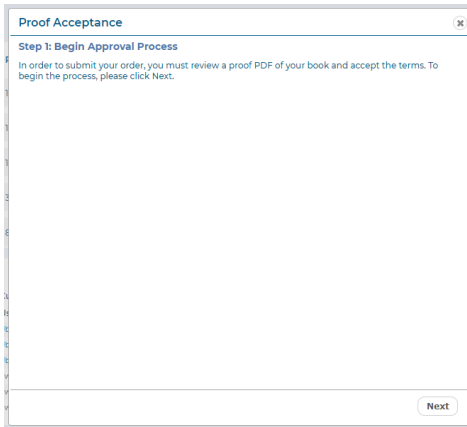 Proof Acceptance
Step 1: Begin Approval Process
In order to submit your order, you must review a proof PDF of your book and accept the terms. To
begin the process, please click Next.
Next